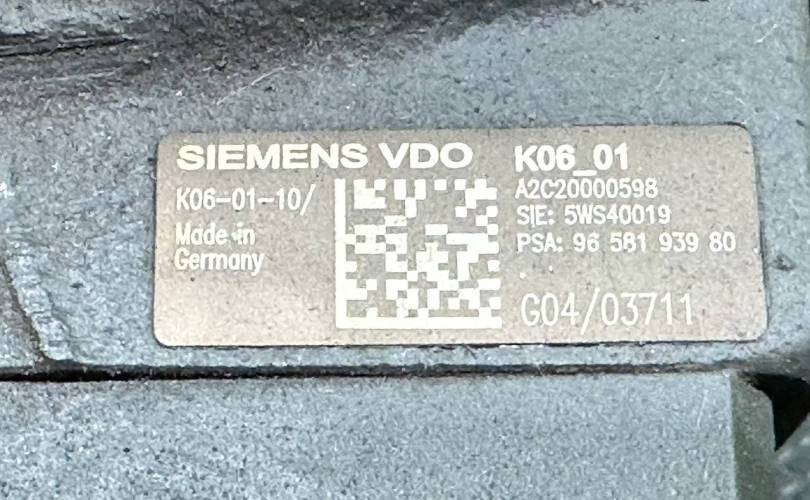 SIEMENS VDO K06_01
K06-01-10/
A2C20000598
SIE: 5WS40019
Made in
Germany
PSA: 96 581 939 80
G04/03711